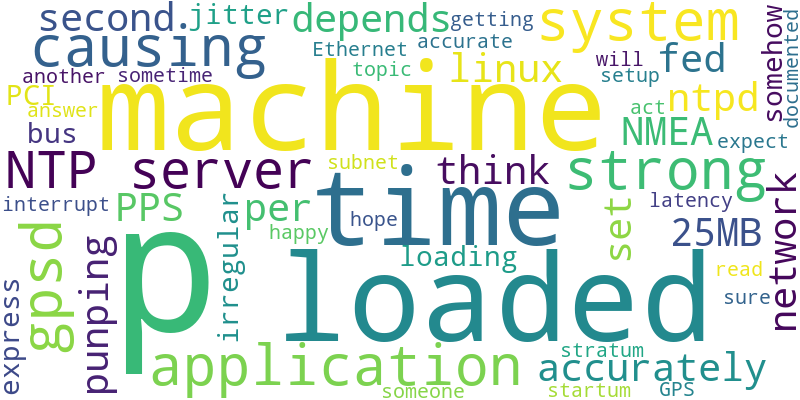 second.
jitter
depends
getting
system
somehow
documented
causing
Ethernet
accurate
will
fed
another
sometime
topic
linux
setup
PCI
answer
machine
ntpd
act
bus
NMEA
expect
NTP server
subnet
think
strong
time
interrupt
PPS
irregular
per
hope
happy
set
latency
network
25MB
gpsd
punping
p
loaded
loading
read
sure
express
application
stratum
accurately
someone
startum
GPS